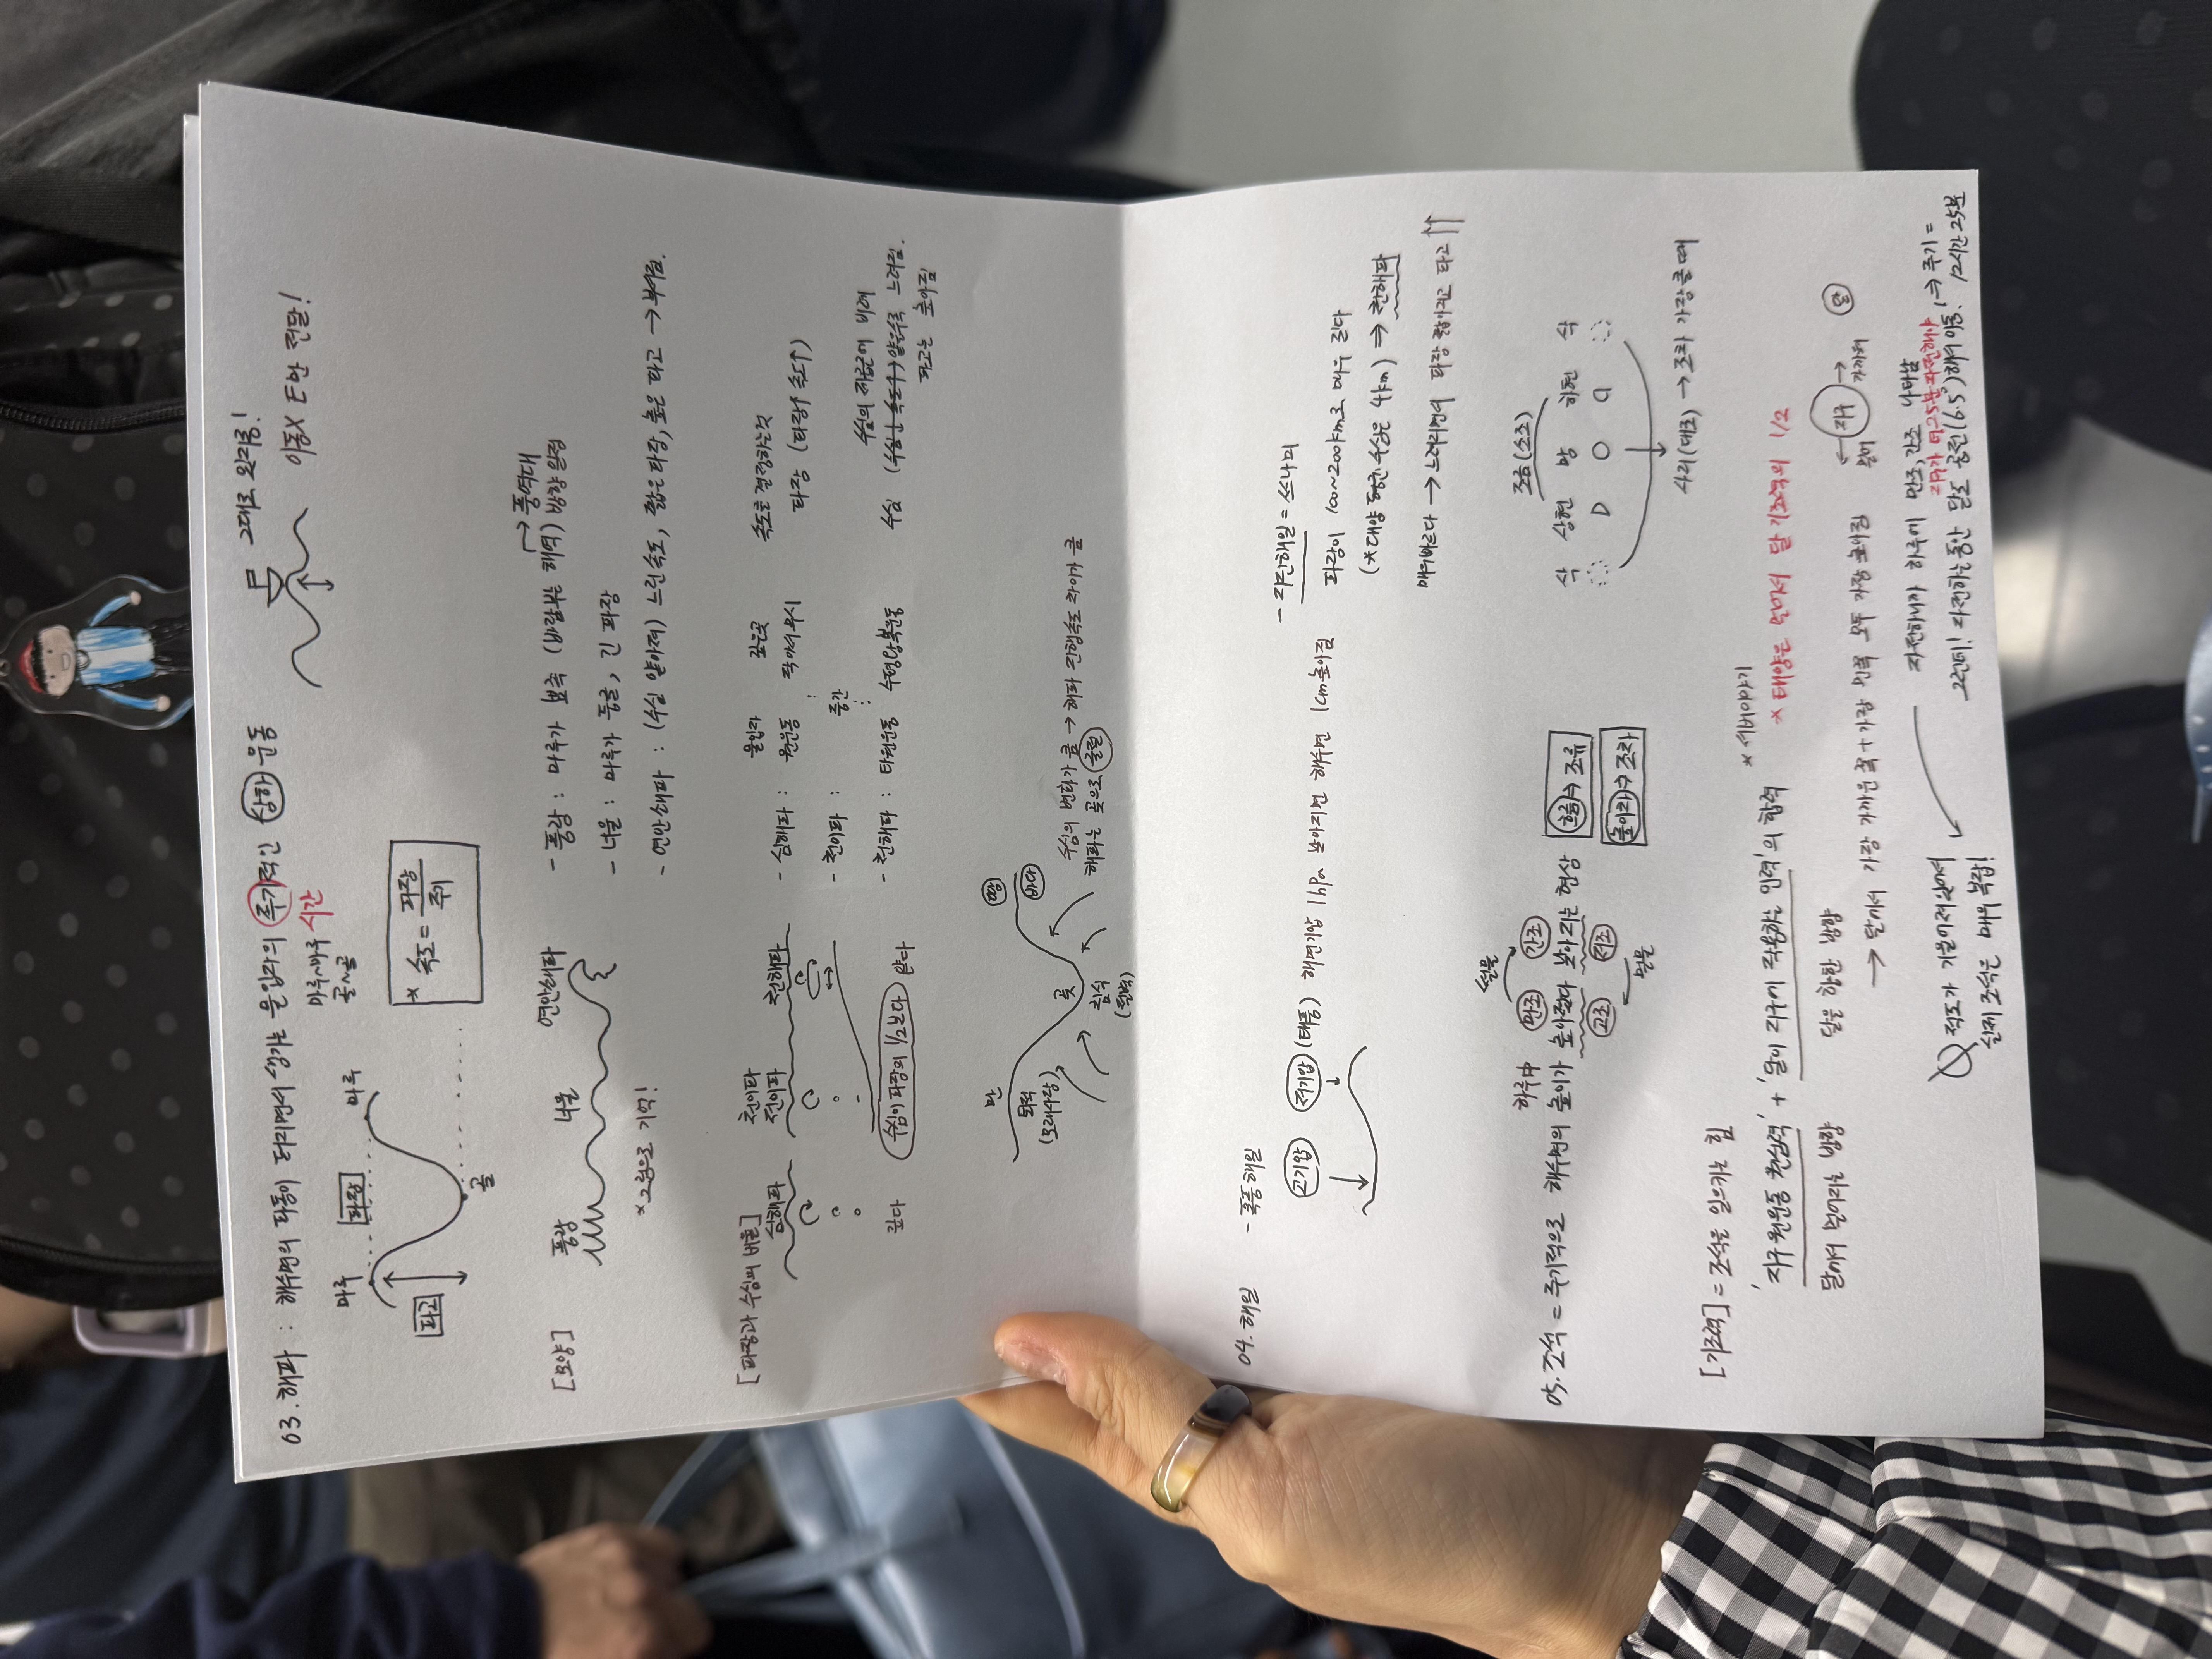 03. 해파 : 해수면의 파동이 퍼지면서 생기는 물입자의 주기적인 상하 운동
마루~마루 시간
골~골
그대로 왼지롱!
이동X E만 전달!
마루 파장 마루
파고
골
* 속도 = 파장 / 주기
[모양] 풍랑 너울 연안쇄파
*그림으로 기억!
→ 풍역대
- 풍랑 : 마루가 뾰족 (바람부는 해역) 방향 일정
- 너울 : 마루가 둥글, 긴 파장
- 연안쇄파 : (수심 얕아져) 느린 속도, 짧은 파장, 높은 파고 → 부서짐.
[파장과 수심의 비율]
심해파 천이파 전이파 천해파
깊다 수심이 파장의 1/2보다 얕다
물입자 깊은곳 속도를 결정하는것
- 심해파 : 원운동 작아서 무시 파장 (파장↑ 속도↑)
- 천이파 : 중간
- 천해파 : 타원운동 수평왕복운동 수심
수심의 제곱근에 비례
얕을수록 느려짐.
파고는 높아짐
만 땅
퇴적 바다
(모래사장)
곶
침식
(절벽)
수심의 변화가 큼 → 해파 진행속도 차이가 큼
해파는 곶으로 굴절
04. 해일 - 폭풍해일
고기압 저기압 (태풍) 해면기압 1hPa 낮아지면 해수면 1cm 높아짐
- 지진해일 = 쓰나미
파장이 100~200km로 매우 길다
(*대양 평균 수심은 4km) ⇒ 천해파
매우빠르다 → 느려지면서 파장 짧아지고 파고↑↑
썰물
하루中 만조 간조
05. 조석 = 주기적으로 해수면의 높이가 높아졌다 낮아지는 현상
고조 저조
밀물
흐름 → 조류
높이차 → 조차
조금(소조)
삭 상현 망 하현 삭
사리(대조) → 조차 가장 클 때
[기조력] = 조석을 일으키는 힘
'지구 원운동 원심력' + '달이 지구에 작용하는 인력'의 합력
달에서 멀어지는 방향 달을 향한 방향
* 서버이야기
* 태양은 멀어서 달 기조력의 1/2
→ 달에서 가장 가까운 쪽 + 가장 먼쪽 모두 가장 높아짐
지구 달
멀어 가까워
자전하니까 하루에 만조, 간조 나타남
지구가 더 25분 자전해야
그런데! 자전하는 동안 달도 공전(6.5°)해서 이동. ⇒ 주기 =
12시간 25분
적도가 기울어져있어서
실제 조석은 매우 복잡!